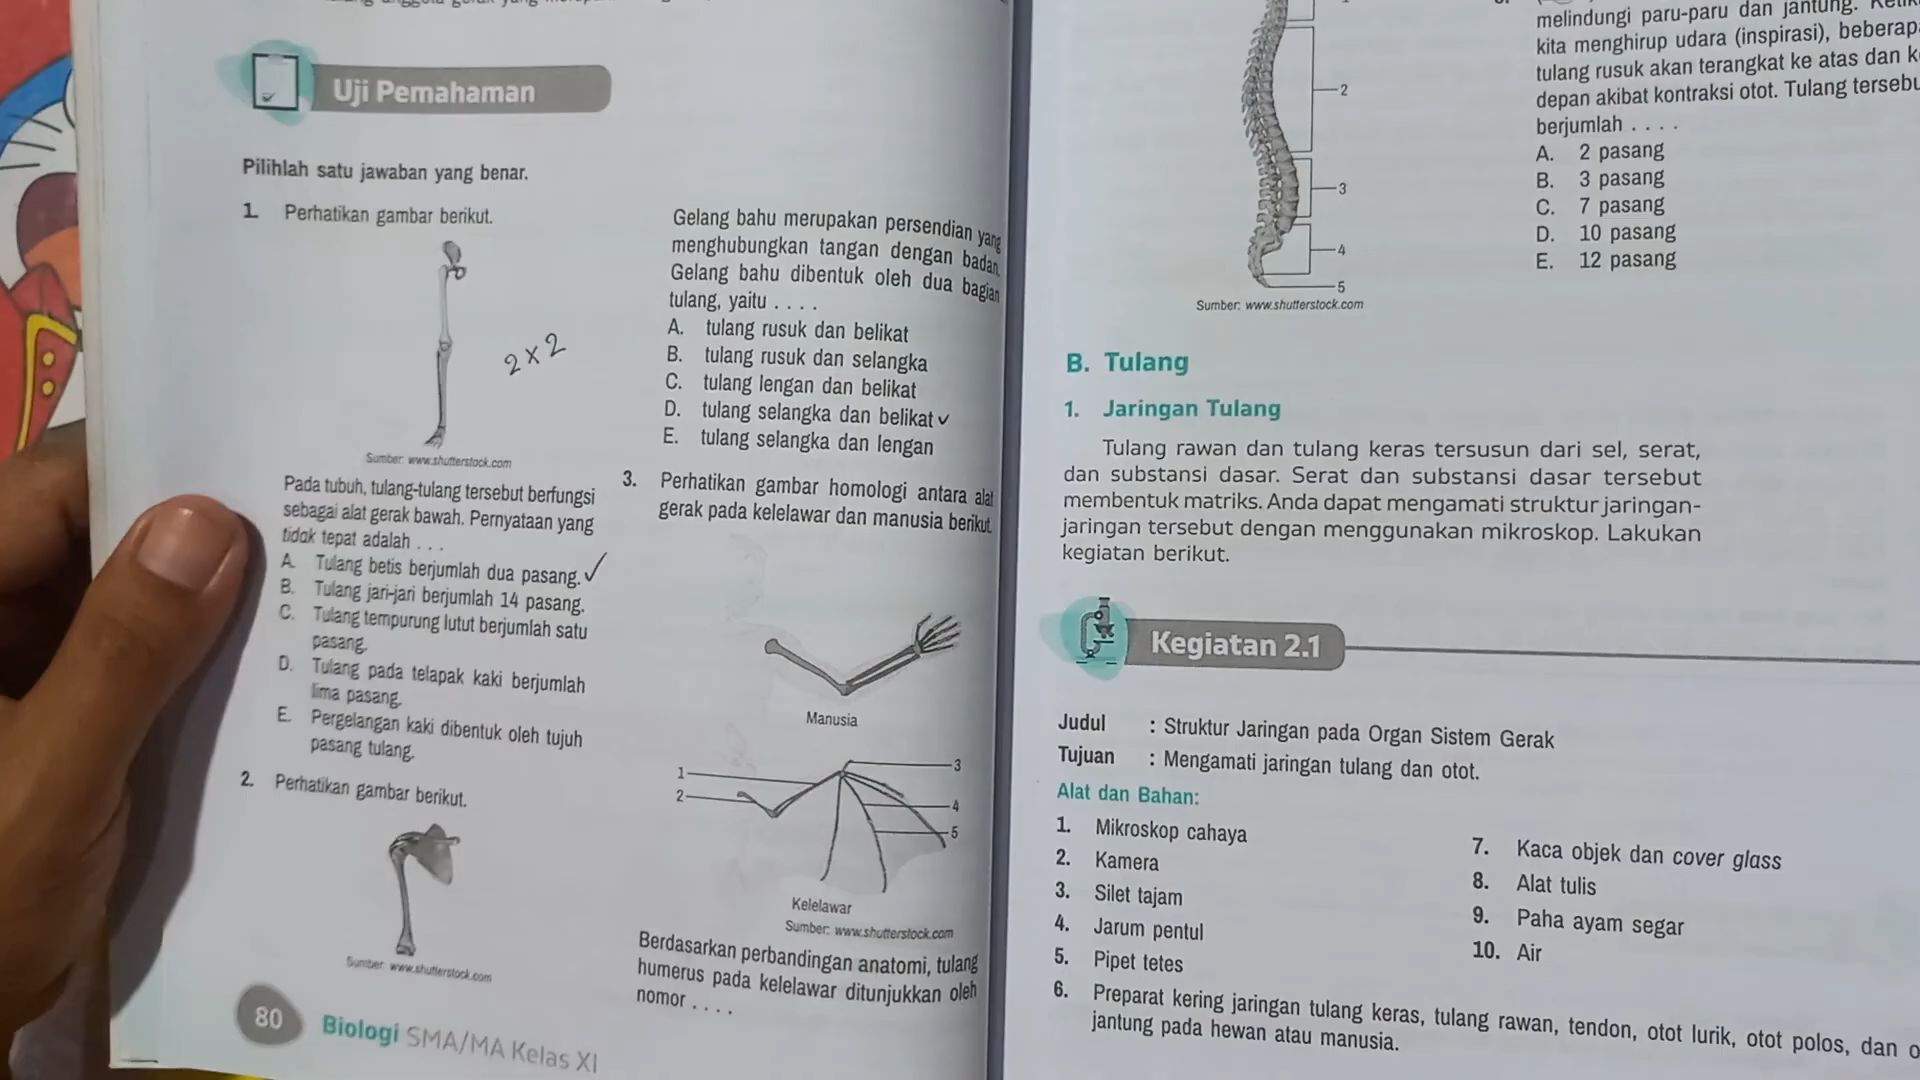 Uji Pemahaman
Pilihlah satu jawaban yang benar.
1. Perhatikan gambar berikut.
2 x 2
Sumber: www.shutterstock.com
Pada tubuh, tulang-tulang tersebut berfungsi
sebagai alat gerak bawah. Pernyataan yang
tidak tepat adalah . . .
A. Tulang betis berjumlah dua pasang. ✓
B. Tulang jari-jari berjumlah 14 pasang.
C. Tulang tempurung lutut berjumlah satu
pasang.
D. Tulang pada telapak kaki berjumlah
lima pasang.
E. Pergelangan kaki dibentuk oleh tujuh
pasang tulang.
2. Perhatikan gambar berikut.
Sumber: www.shutterstock.com
80 Biologi SMA/MA Kelas XI
Gelang bahu merupakan persendian yang
menghubungkan tangan dengan badan.
Gelang bahu dibentuk oleh dua bagian
tulang, yaitu . . . .
A. tulang rusuk dan belikat
B. tulang rusuk dan selangka
C. tulang lengan dan belikat
D. tulang selangka dan belikat ✓
E. tulang selangka dan lengan
3. Perhatikan gambar homologi antara alat
gerak pada kelelawar dan manusia berikut.
Manusia
1
2
3
4
5
Kelelawar
Sumber: www.shutterstock.com
Berdasarkan perbandingan anatomi, tulang
humerus pada kelelawar ditunjukkan oleh
nomor . . . .
2
3
4
5
Sumber: www.shutterstock.com
melindungi paru-paru dan jantung.
kita menghirup udara (inspirasi),
tulang rusuk akan terangkat ke atas dan
depan akibat kontraksi otot. Tulang
berjumlah . . . .
A. 2 pasang
B. 3 pasang
C. 7 pasang
D. 10 pasang
E. 12 pasang
B. Tulang
1. Jaringan Tulang
Tulang rawan dan tulang keras tersusun dari sel, serat,
dan substansi dasar. Serat dan substansi dasar tersebut
membentuk matriks. Anda dapat mengamati struktur jaringan-
jaringan tersebut dengan menggunakan mikroskop. Lakukan
kegiatan berikut.
Kegiatan 2.1
Judul : Struktur Jaringan pada Organ Sistem Gerak
Tujuan : Mengamati jaringan tulang dan otot.
Alat dan Bahan:
1. Mikroskop cahaya
2. Kamera
3. Silet tajam
4. Jarum pentul
5. Pipet tetes
6. Preparat kering jaringan tulang keras, tulang rawan, tendon, otot lurik, otot polos, dan
jantung pada hewan atau manusia.
7. Kaca objek dan cover glass
8. Alat tulis
9. Paha ayam segar
10. Air